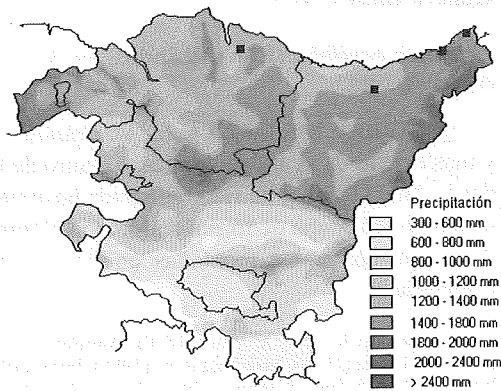 Precipitación
300 - 600 mm
600 - 800 mm
800 - 1000 mm
1000 - 1200 mm
1200 - 1400 mm
1400 - 1800 mm
1800 - 2000 mm
2000 - 2400 mm
> 2400 mm